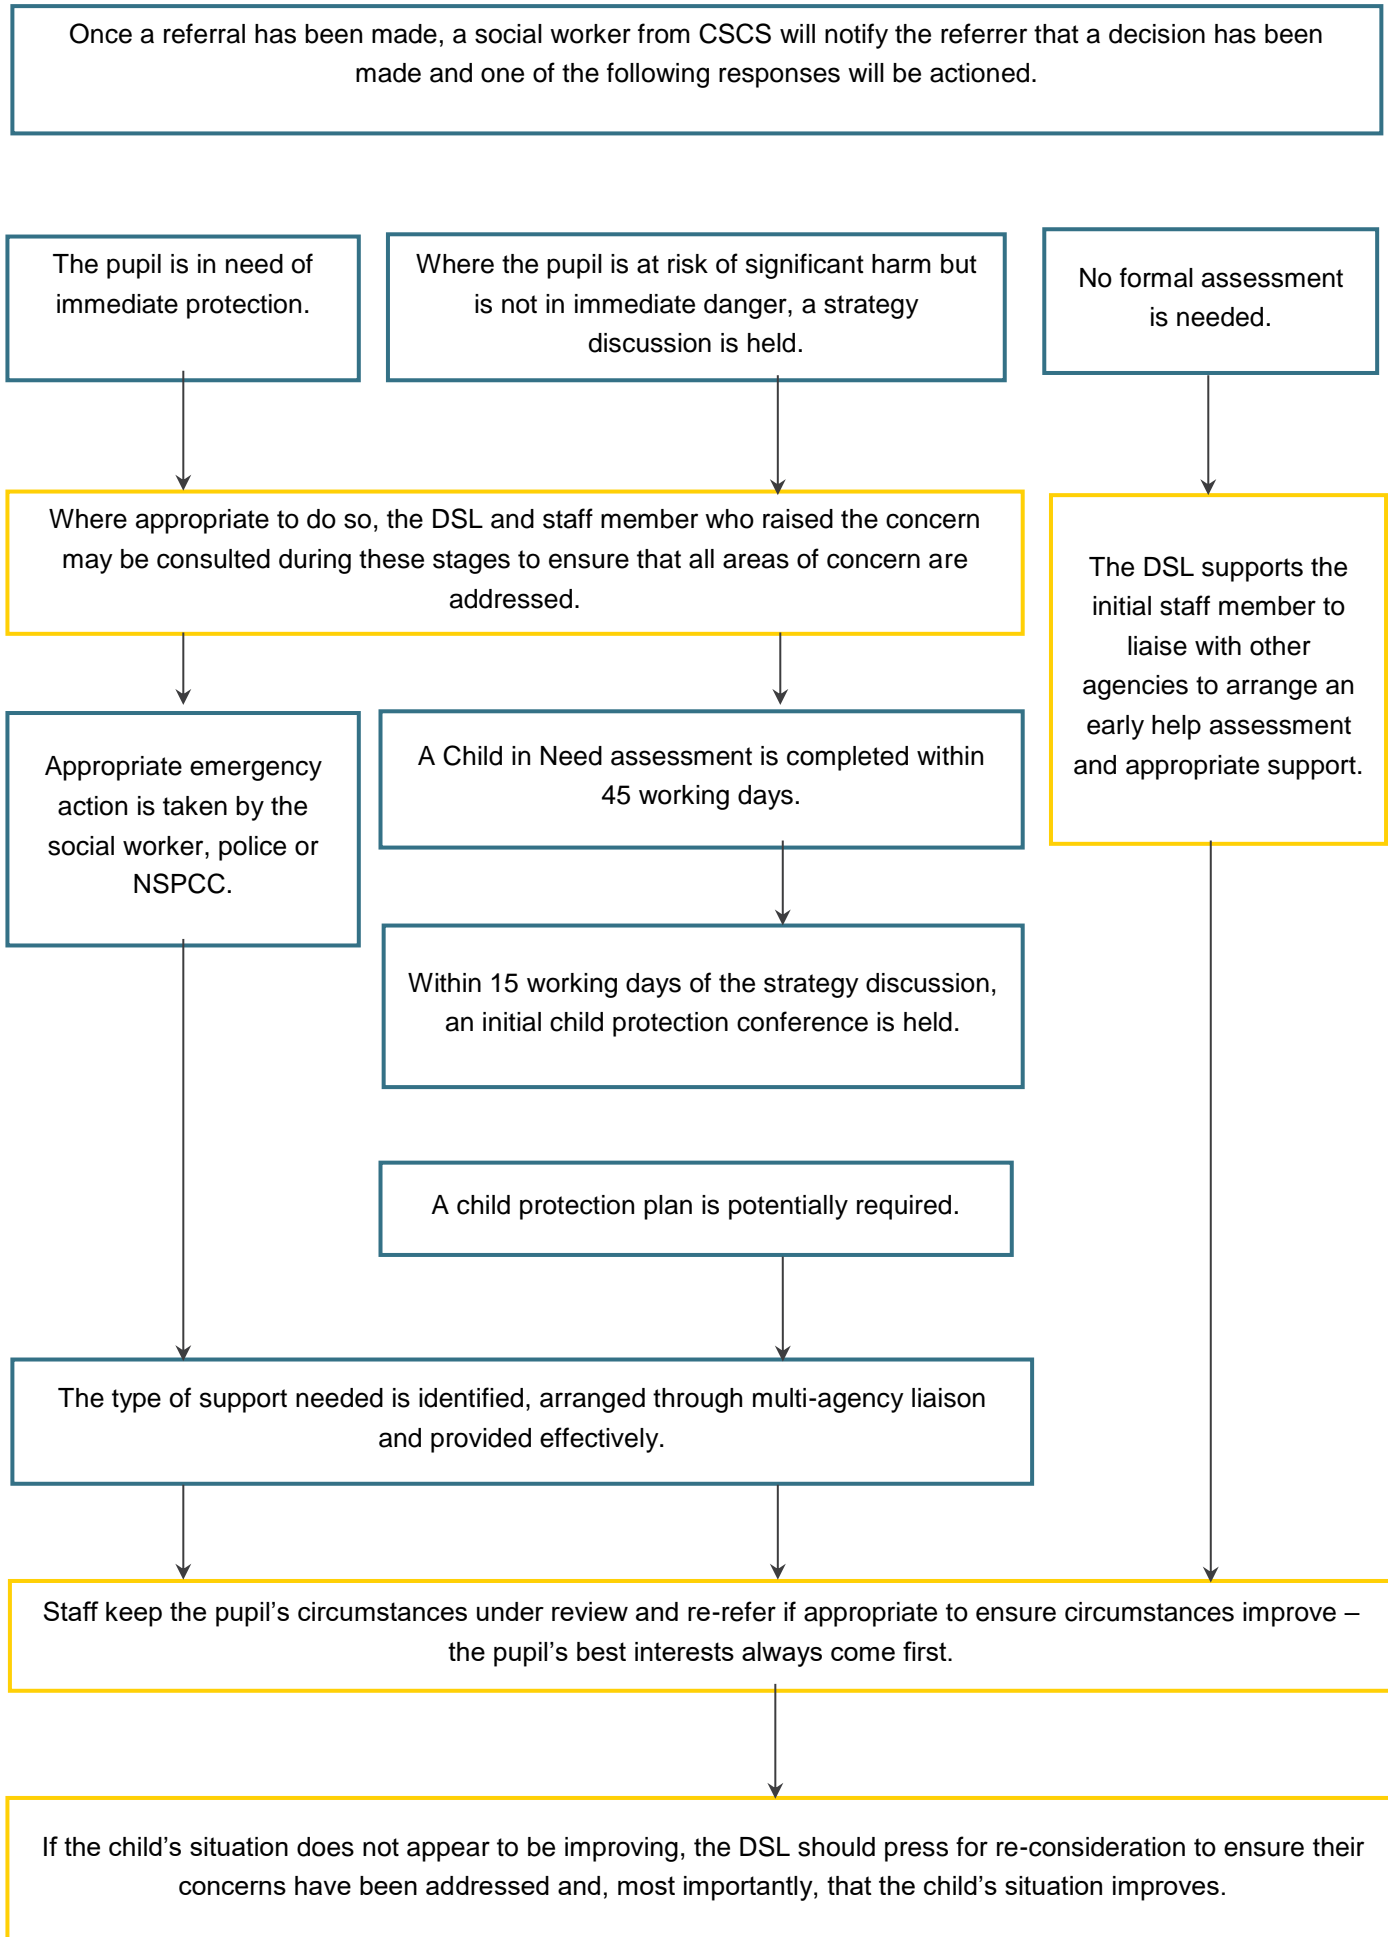 Once a referral has been made, a social worker from CSCS will notify the referrer that a decision has been
made and one of the following responses will be actioned.
The pupil is in need of
immediate protection.
Where the pupil is at risk of significant harm but
is not in immediate danger, a strategy
discussion is held.
No formal assessment
is needed.
Where appropriate to do so, the DSL and staff member who raised the concern
may be consulted during these stages to ensure that all areas of concern are
addressed.
The DSL supports the
initial staff member to
liaise with other
agencies to arrange an
early help assessment
and appropriate support.
Appropriate emergency
action is taken by the
social worker, police or
NSPCC.
A Child in Need assessment is completed within
45 working days.
Within 15 working days of the strategy discussion,
an initial child protection conference is held.
A child protection plan is potentially required.
The type of support needed is identified, arranged through multi-agency liaison
and provided effectively.
Staff keep the pupil’s circumstances under review and re-refer if appropriate to ensure circumstances improve –
the pupil’s best interests always come first.
If the child’s situation does not appear to be improving, the DSL should press for re-consideration to ensure their
concerns have been addressed and, most importantly, that the child’s situation improves.